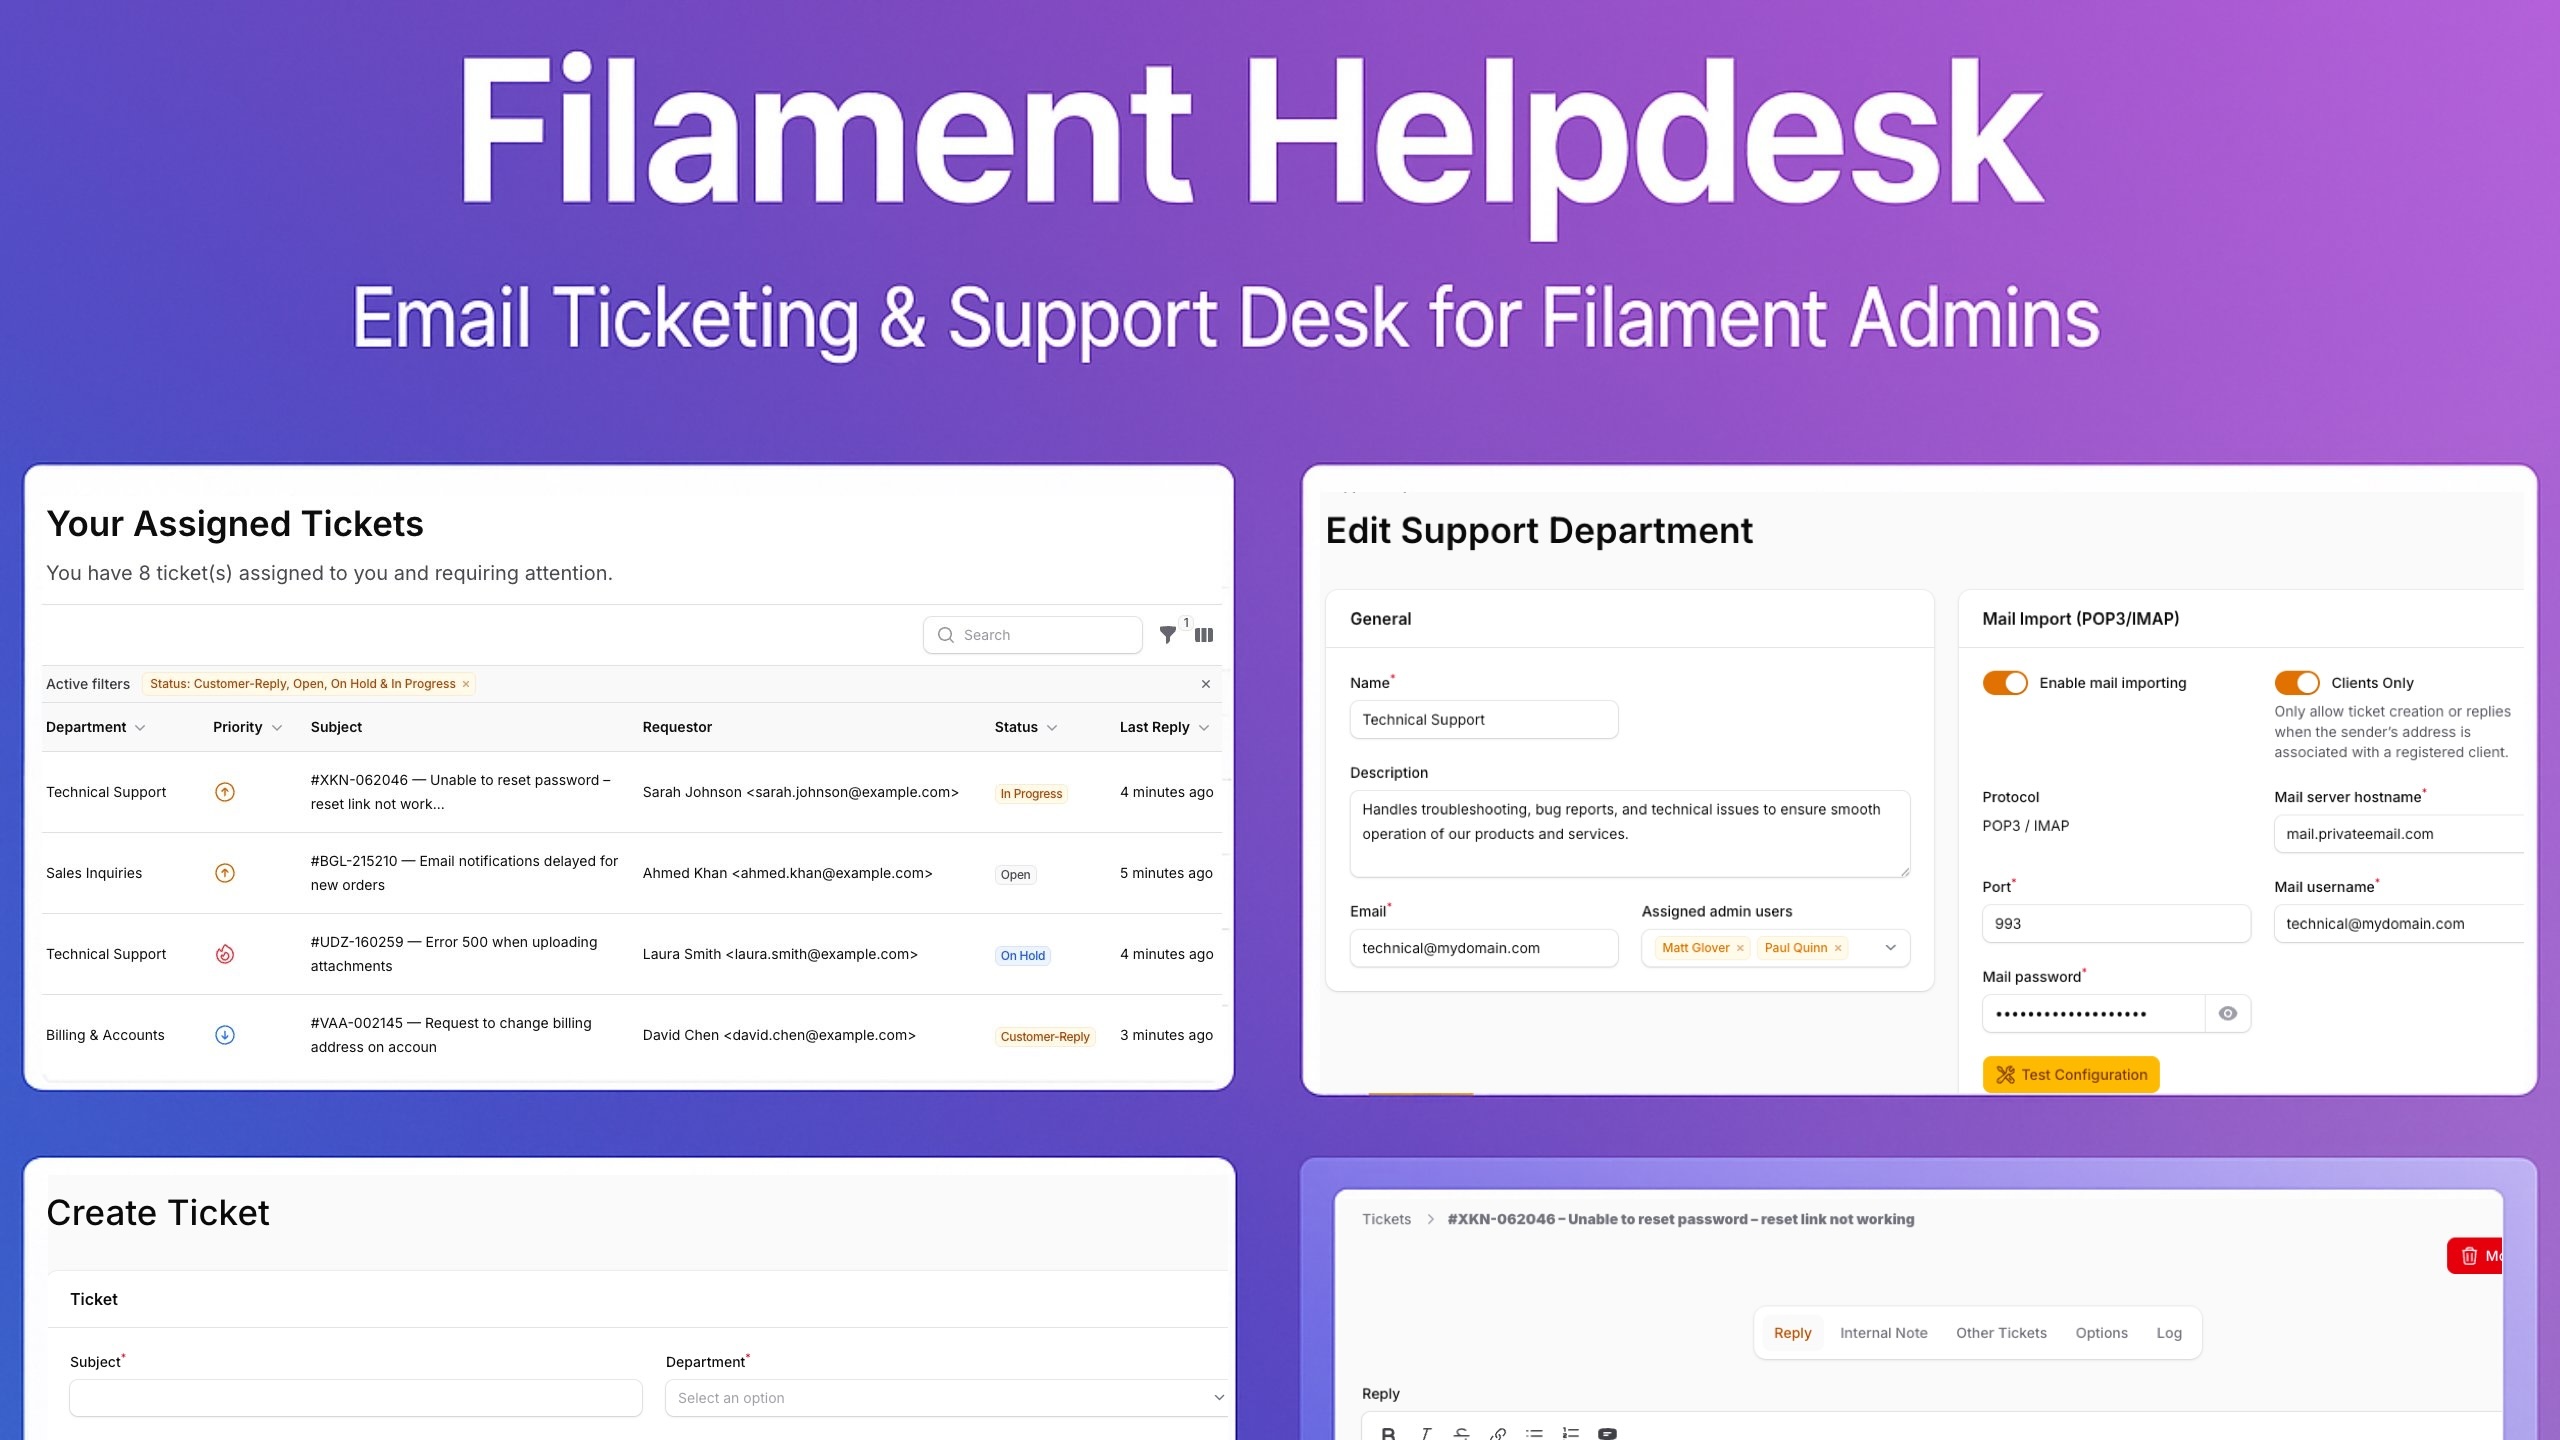 Filament Helpdesk
Email Ticketing & Support Desk for Filament Admins
Your Assigned Tickets
You have 8 ticket(s) assigned to you and requiring attention.
Search
1
Active filters
Status: Customer-Reply, Open, On Hold & In Progress ×
×
Department
Priority
Subject
Requestor
Status
Last Reply
Technical Support
#XKN-062046 — Unable to reset password –
reset link not work...
Sarah Johnson <sarah.johnson@example.com>
In Progress
4 minutes ago
Sales Inquiries
#BGL-215210 — Email notifications delayed for
new orders
Ahmed Khan <ahmed.khan@example.com>
Open
5 minutes ago
Technical Support
#UDZ-160259 — Error 500 when uploading
attachments
Laura Smith <laura.smith@example.com>
On Hold
4 minutes ago
Billing & Accounts
#VAA-002145 — Request to change billing
address on accoun
David Chen <david.chen@example.com>
Customer-Reply
3 minutes ago
Edit Support Department
General
Name*
Technical Support
Description
Handles troubleshooting, bug reports, and technical issues to ensure smooth
operation of our products and services.
Email*
technical@mydomain.com
Assigned admin users
Matt Glover ×
Paul Quinn ×
Mail Import (POP3/IMAP)
Enable mail importing
Clients Only
Only allow ticket creation or replies
when the sender's address is
associated with a registered client.
Protocol
POP3 / IMAP
Mail server hostname*
mail.privateemail.com
Port*
993
Mail username*
technical@mydomain.com
Mail password*
•••••••••••••••••••
Test Configuration
Create Ticket
Ticket
Subject*
Department*
Select an option
Tickets > #XKN-062046 – Unable to reset password – reset link not working
Reply
Internal Note
Other Tickets
Options
Log
Reply
B I S